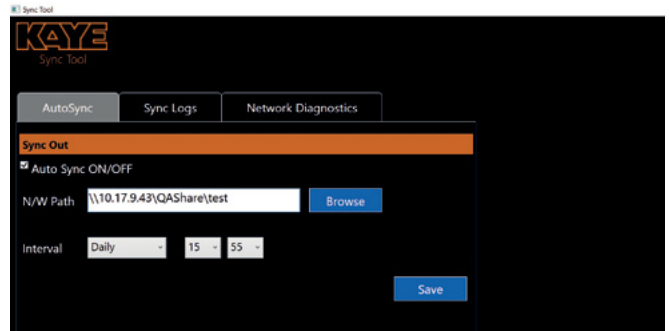 Sync Tool
KAYE
Sync Tool
AutoSync Sync Logs Network Diagnostics
Sync Out
Auto Sync ON/OFF
N/W Path \\10.17.9.43\QAShare\test Browse
Interval Daily 15 55
Save